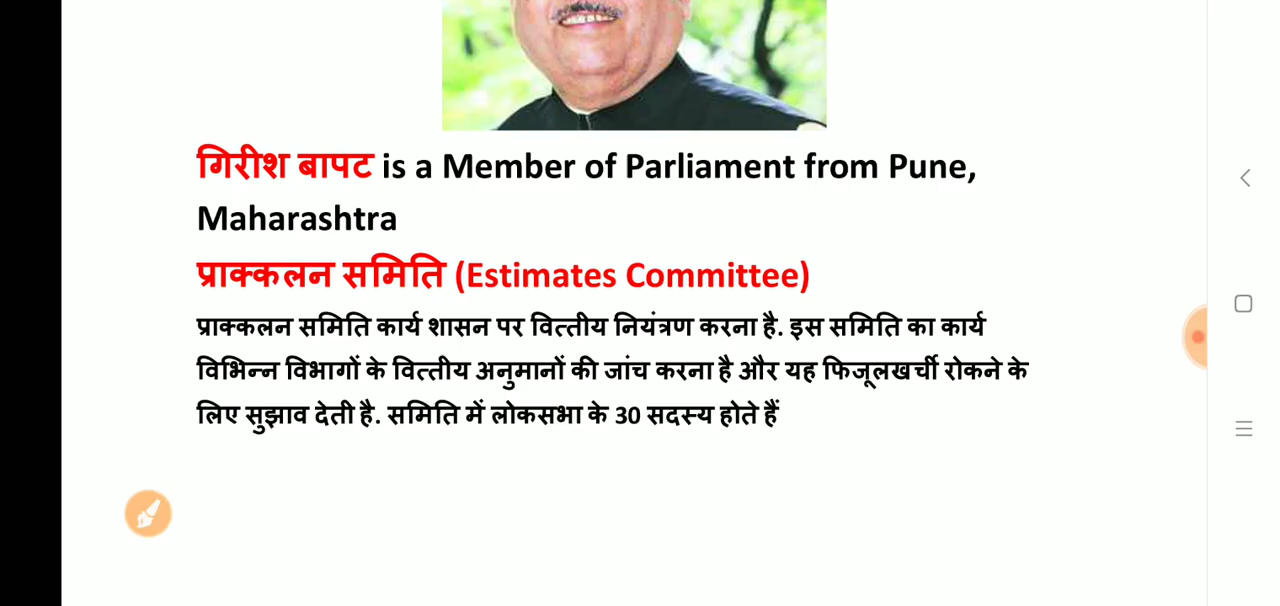 गिरीश बापट is a Member of Parliament from Pune,
Maharashtra
प्राक्कलन समिति (Estimates Committee)
प्राक्कलन समिति कार्य शासन पर वित्तीय नियंत्रण करना है. इस समिति का कार्य
विभिन्न विभागों के वित्तीय अनुमानों की जांच करना है और यह फिजूलखर्ची रोकने के
लिए सुझाव देती है. समिति में लोकसभा के 30 सदस्य होते हैं